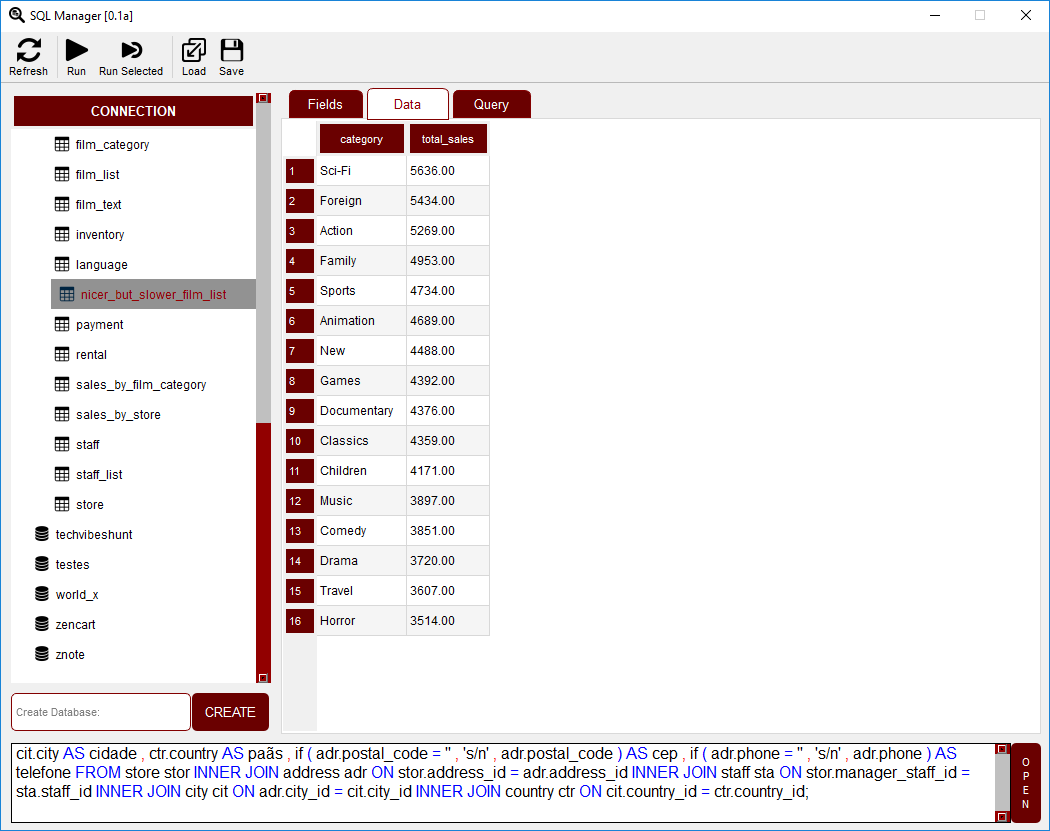 SQL Manager [0.1a]
Refresh Run Run Selected Load Save
CONNECTION
film_category
film_list
film_text
inventory
language
nicer_but_slower_film_list
payment
rental
sales_by_film_category
sales_by_store
staff
staff_list
store
techvibeshunt
testes
world_x
zencart
znote
Create Database: CREATE
Fields Data Query
category total_sales
1 Sci-Fi 5636.00
2 Foreign 5434.00
3 Action 5269.00
4 Family 4953.00
5 Sports 4734.00
6 Animation 4689.00
7 New 4488.00
8 Games 4392.00
9 Documentary 4376.00
10 Classics 4359.00
11 Children 4171.00
12 Music 3897.00
13 Comedy 3851.00
14 Drama 3720.00
15 Travel 3607.00
16 Horror 3514.00
cit.city AS cidade , ctr.country AS paãs , if ( adr.postal_code = '' , 's/n' , adr.postal_code ) AS cep , if ( adr.phone = '' , 's/n' , adr.phone ) AS
telefone FROM store stor INNER JOIN address adr ON stor.address_id = adr.address_id INNER JOIN staff sta ON stor.manager_staff_id =
sta.staff_id INNER JOIN city cit ON adr.city_id = cit.city_id INNER JOIN country ctr ON cit.country_id = ctr.country_id;
OPEN